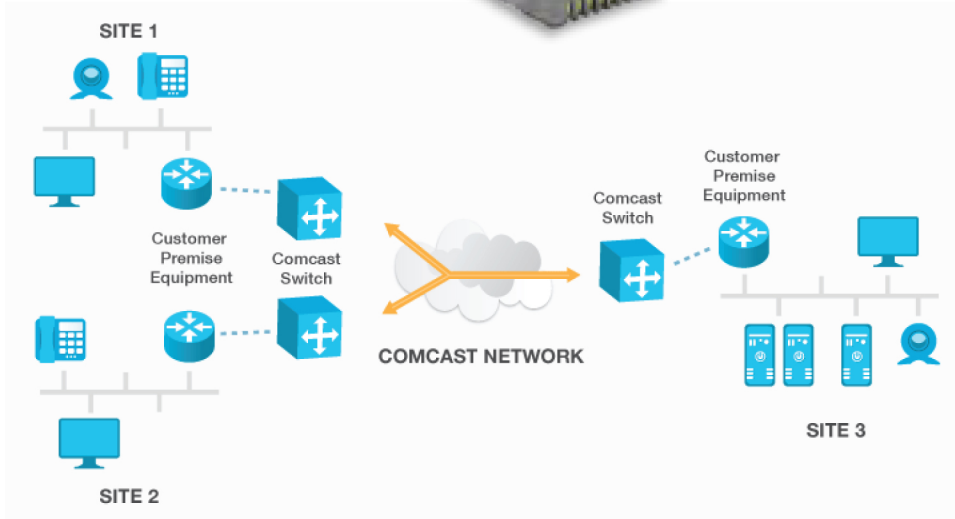 SITE 1
Customer
Premise
Equipment
Comcast
Switch
Customer
Premise
Equipment
Comcast
Switch
COMCAST NETWORK
SITE 3
SITE 2